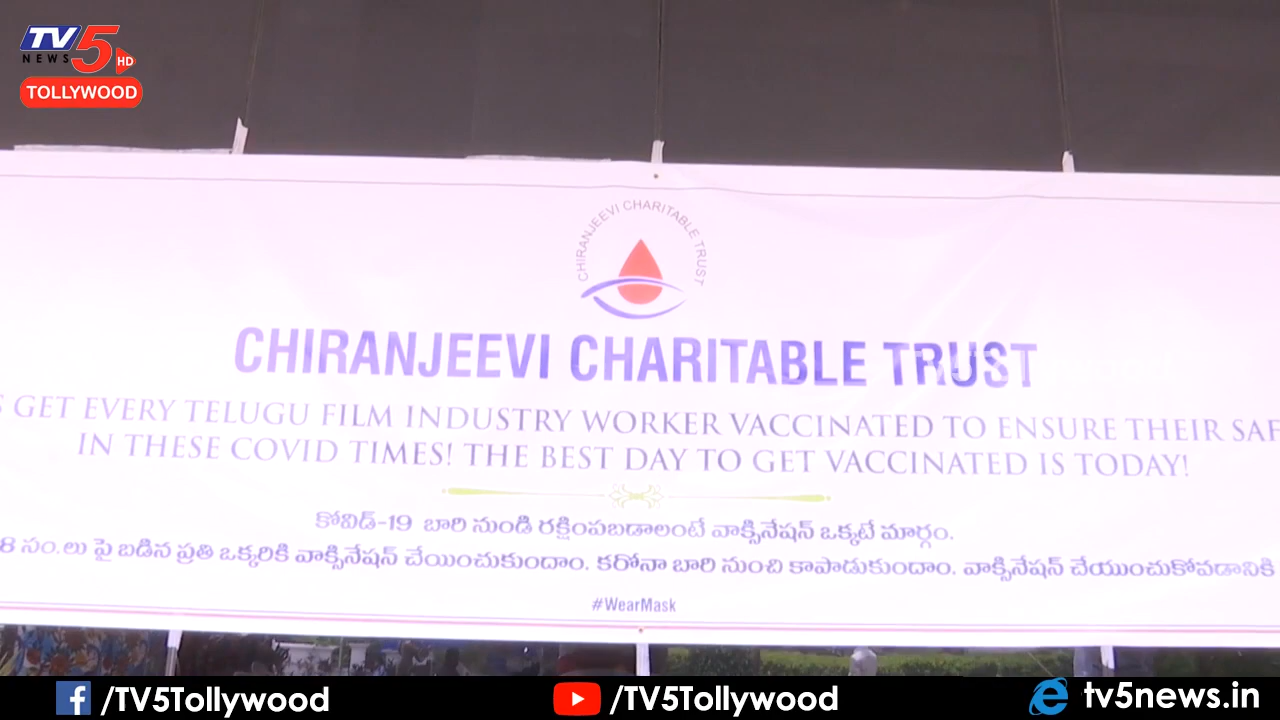 TV5
NEWS HD
TOLLYWOOD
CHIRANJEEVI CHARITABLE TRUST
CHIRANJEEVI CHARITABLE TRUST
GET EVERY TELUGU FILM INDUSTRY WORKER VACCINATED TO ENSURE THEIR
IN THESE COVID TIMES! THE BEST DAY TO GET VACCINATED IS TODAY!
కోవిడ్-19 బారి నుండి రక్షింపబడాలంటే వాక్సినేషన్ ఒక్కటే మార్గం.
8 సం.లు పై బడిన ప్రతి ఒక్కరికి వాక్సినేషన్ చేయించుకుందాం. కరోనా బారి నుంచి కాపాడుకుందాం. వాక్సినేషన్ చేయుంచుకోవడానికి
#WearMask
/TV5Tollywood /TV5Tollywood tv5news.in